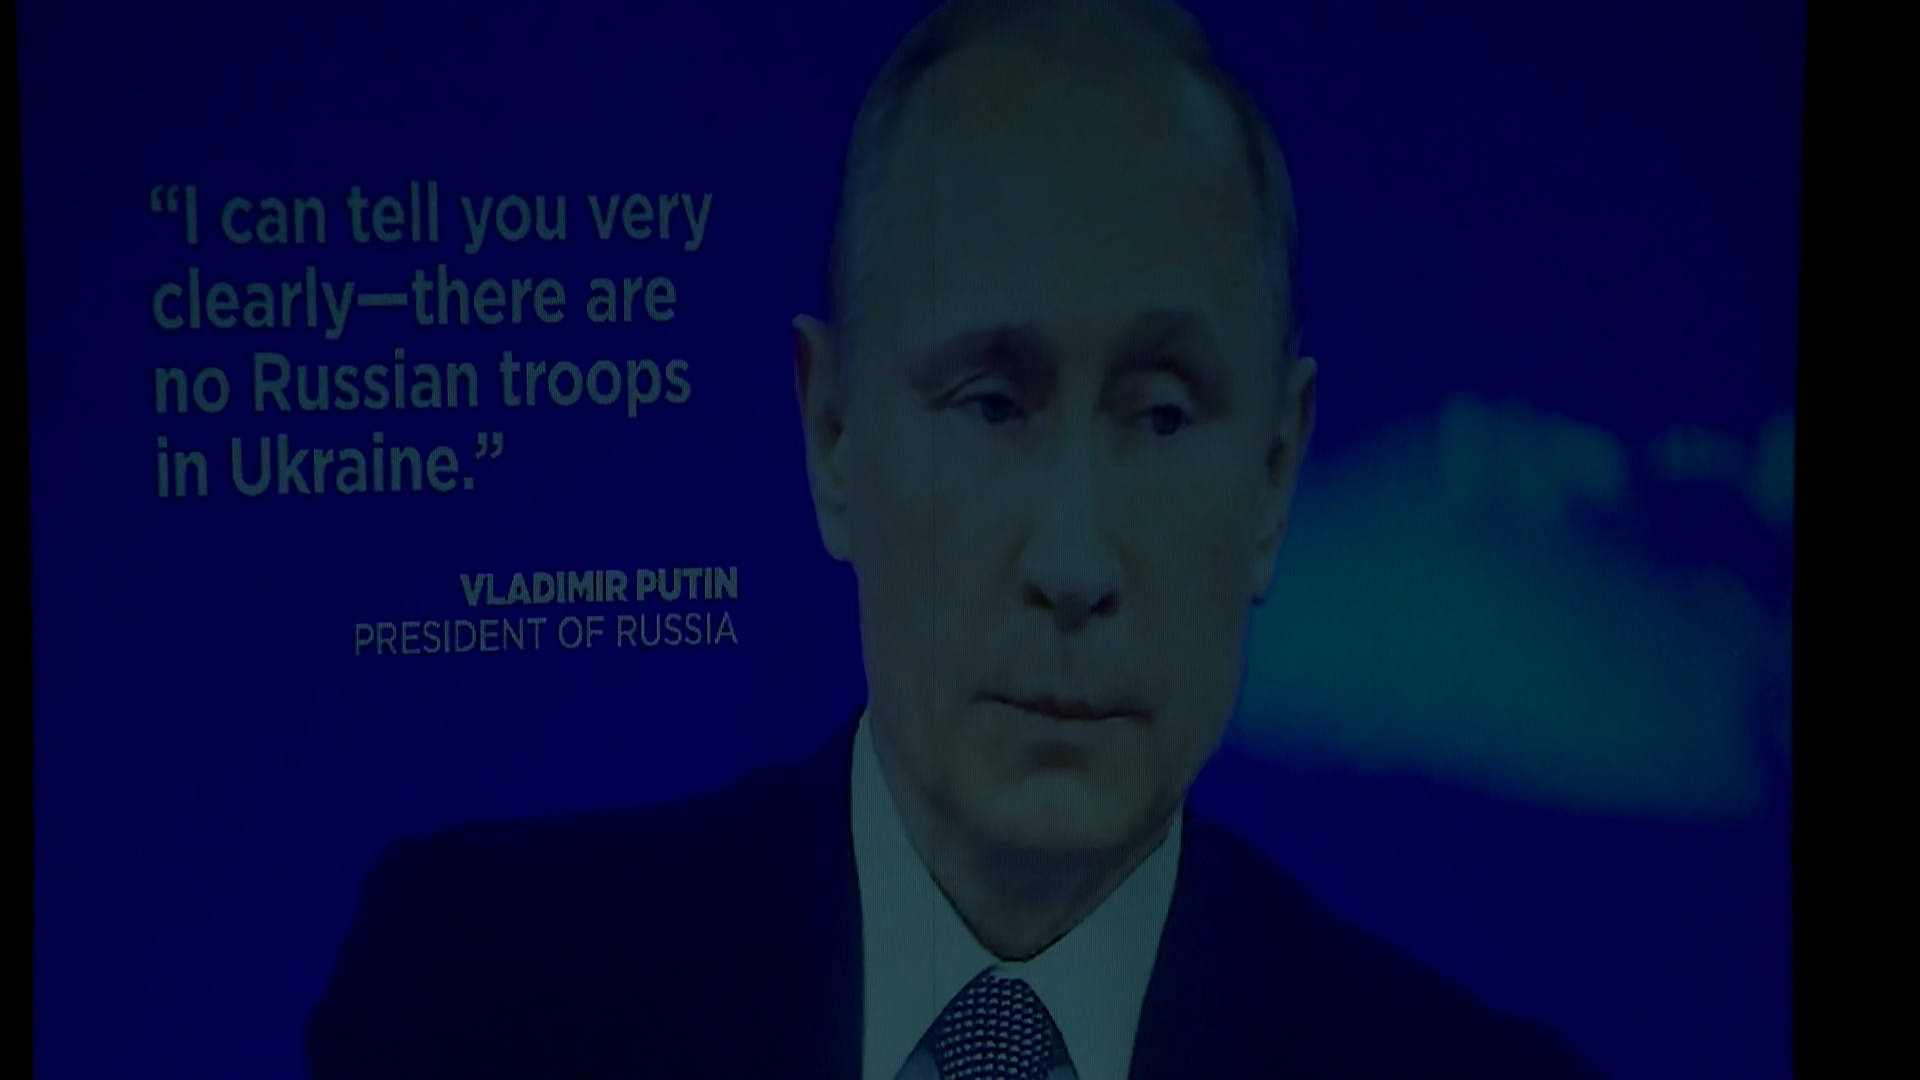 “I can tell you very
clearly—there are
no Russian troops
in Ukraine.”
VLADIMIR PUTIN
PRESIDENT OF RUSSIA